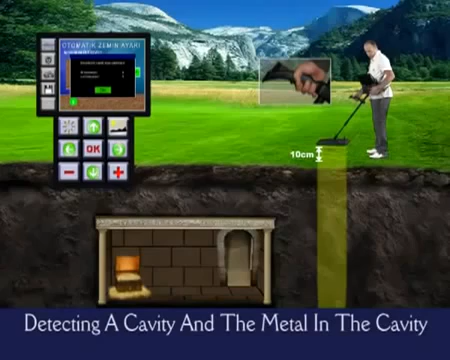 OTOMATIK ZEMIN AYARI
OK
10cm
Detecting A Cavity And The Metal In The Cavity